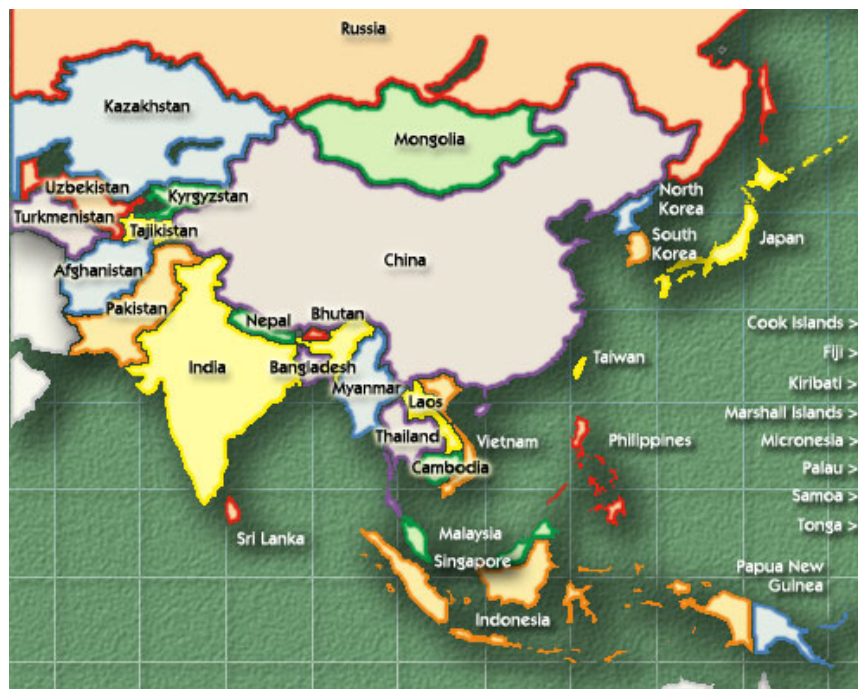 Russia
Kazakhstan
Mongolia
Uzbekistan
Kyrgyzstan
North
Korea
Turkmenistan
Tajikistan
South
Korea
Japan
China
Afghanistan
Pakistan
Nepal
Bhutan
Cook Islands >
Fiji >
Taiwan
India
Bangladesh
Kiribati >
Myanmar
Laos
Marshall Islands >
Thailand
Vietnam
Philippines
Micronesia >
Cambodia
Palau >
Samoa >
Tonga >
Sri Lanka
Malaysia
Singapore
Papua New
Guinea
Indonesia